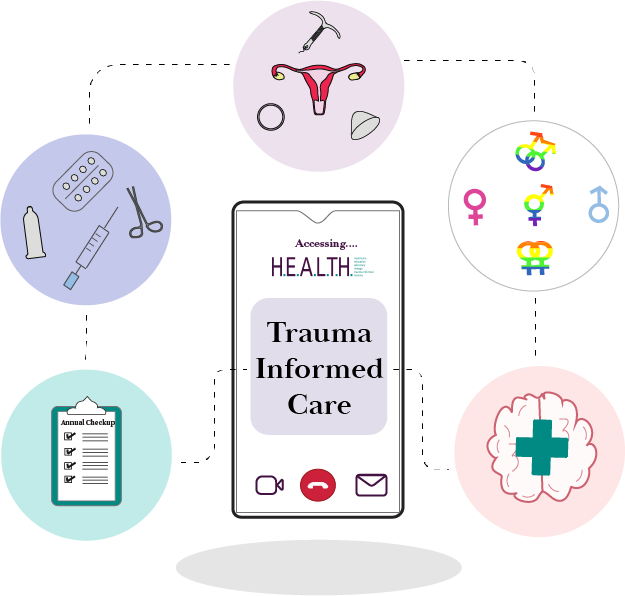 Accessing....
H.E.A.L.T.H.
Trauma
Informed
Care
Annual Checkup